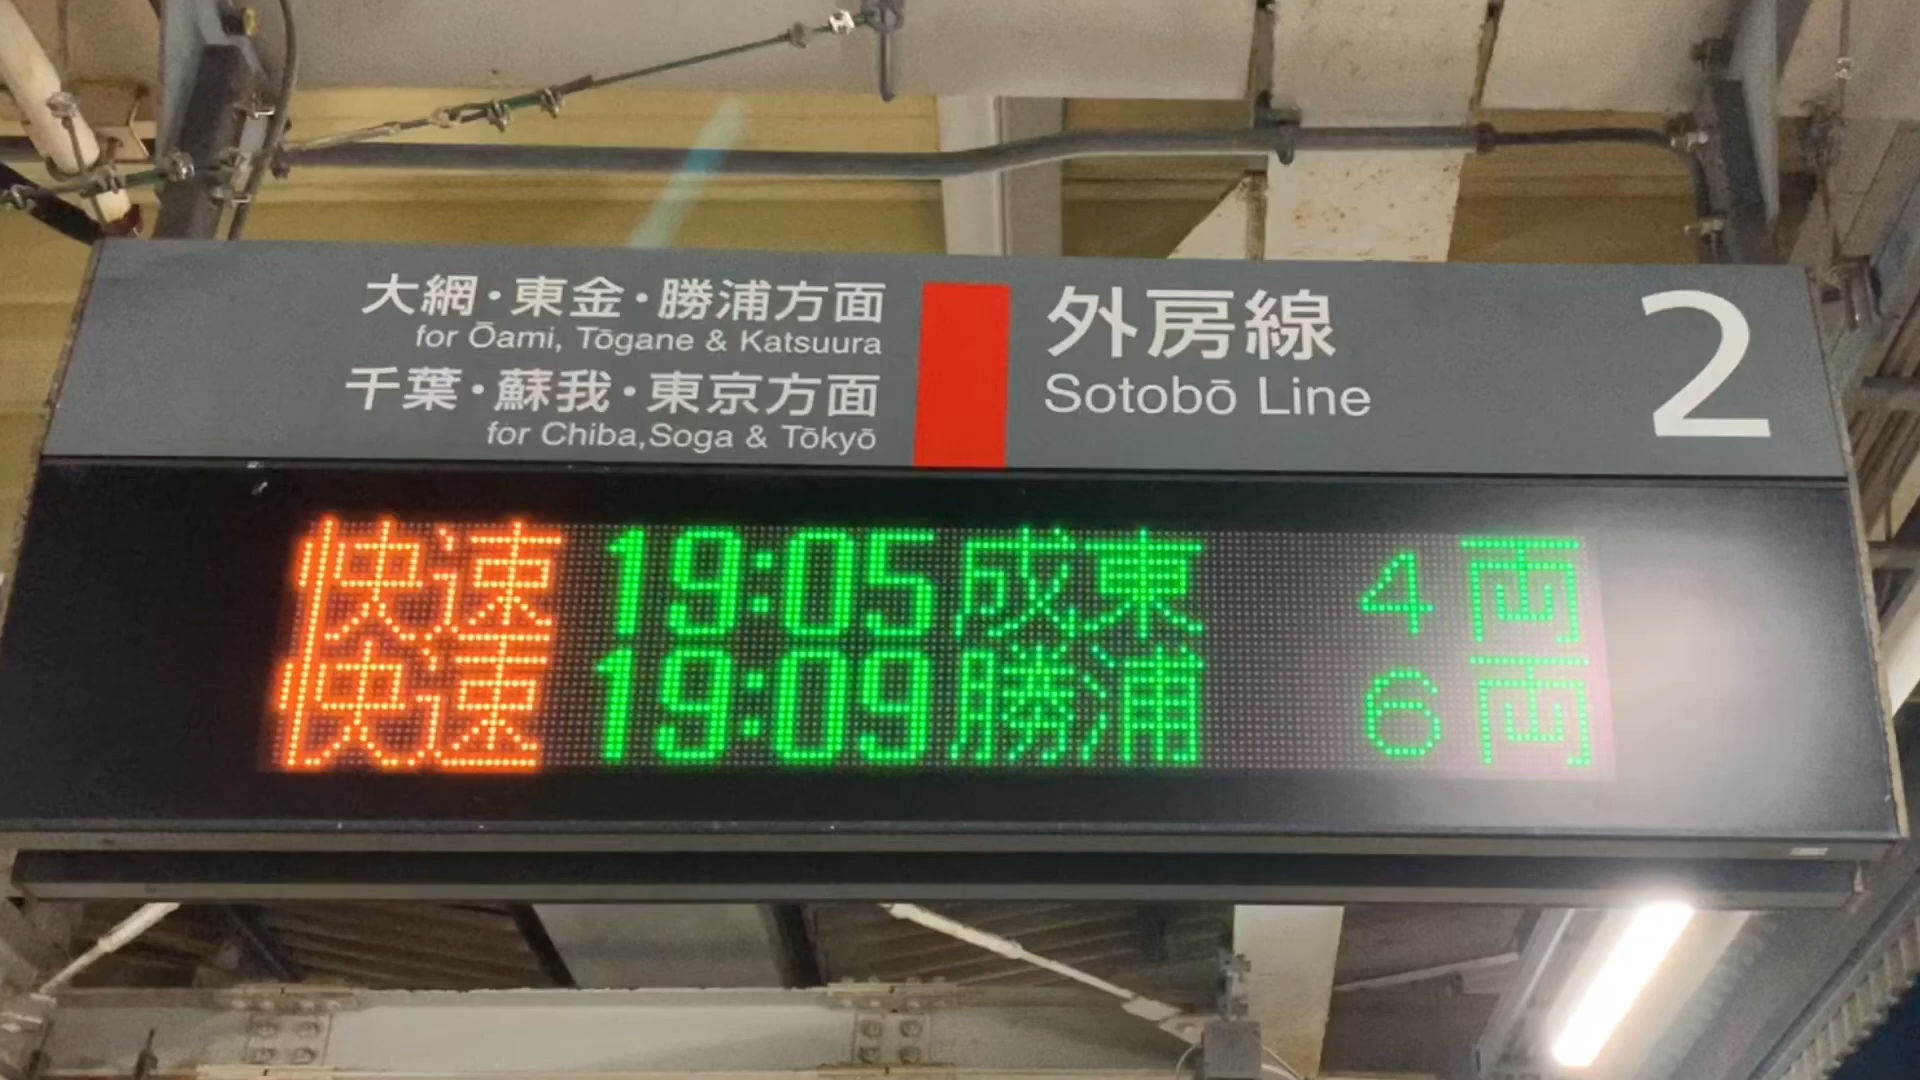 大網・東金・勝浦方面
for Ōami, Tōgane & Katsuura
千葉・蘇我・東京方面
for Chiba,Soga & Tōkyō
外房線
Sotobō Line
2
快速 19:05 成東 4両
快速 19:09 勝浦 6両